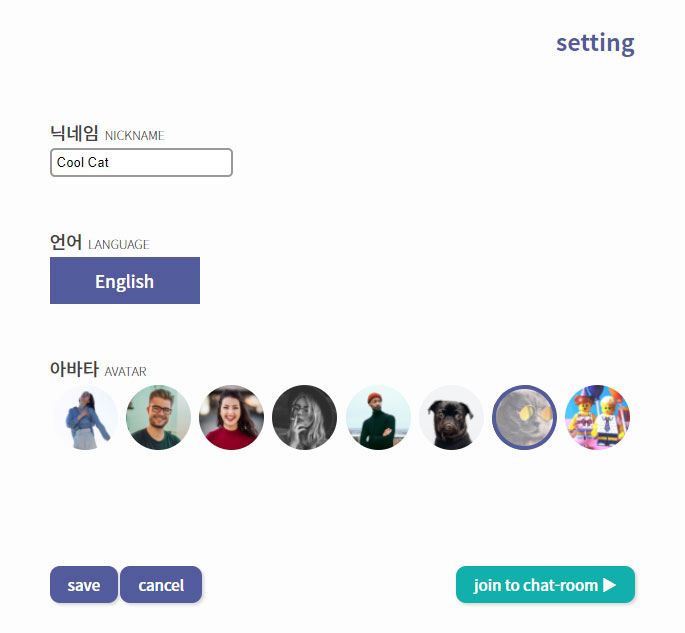 setting
닉네임 NICKNAME
Cool Cat
언어 LANGUAGE
English
아바타 AVATAR
save cancel join to chat-room ▶